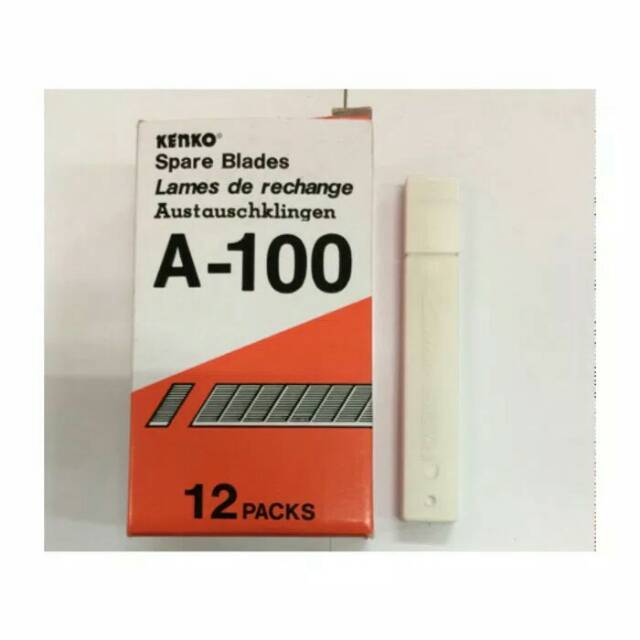 KENKO®
Spare Blades
Lames de rechange
Austauschklingen
A-100
12 PACKS